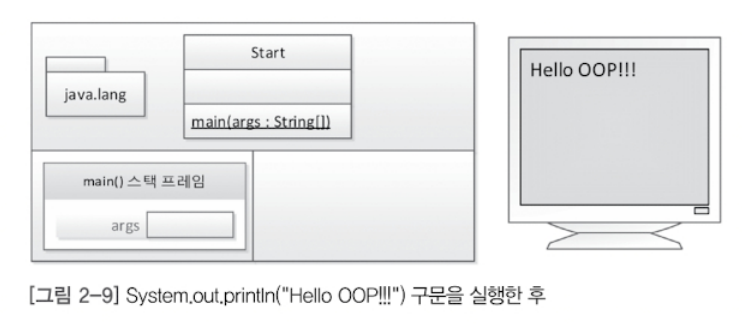 Start
java.lang
main(args : String[])
main() 스택 프레임
args
Hello OOP!!!
[그림 2-9] System.out.println("Hello OOP!!!") 구문을 실행한 후